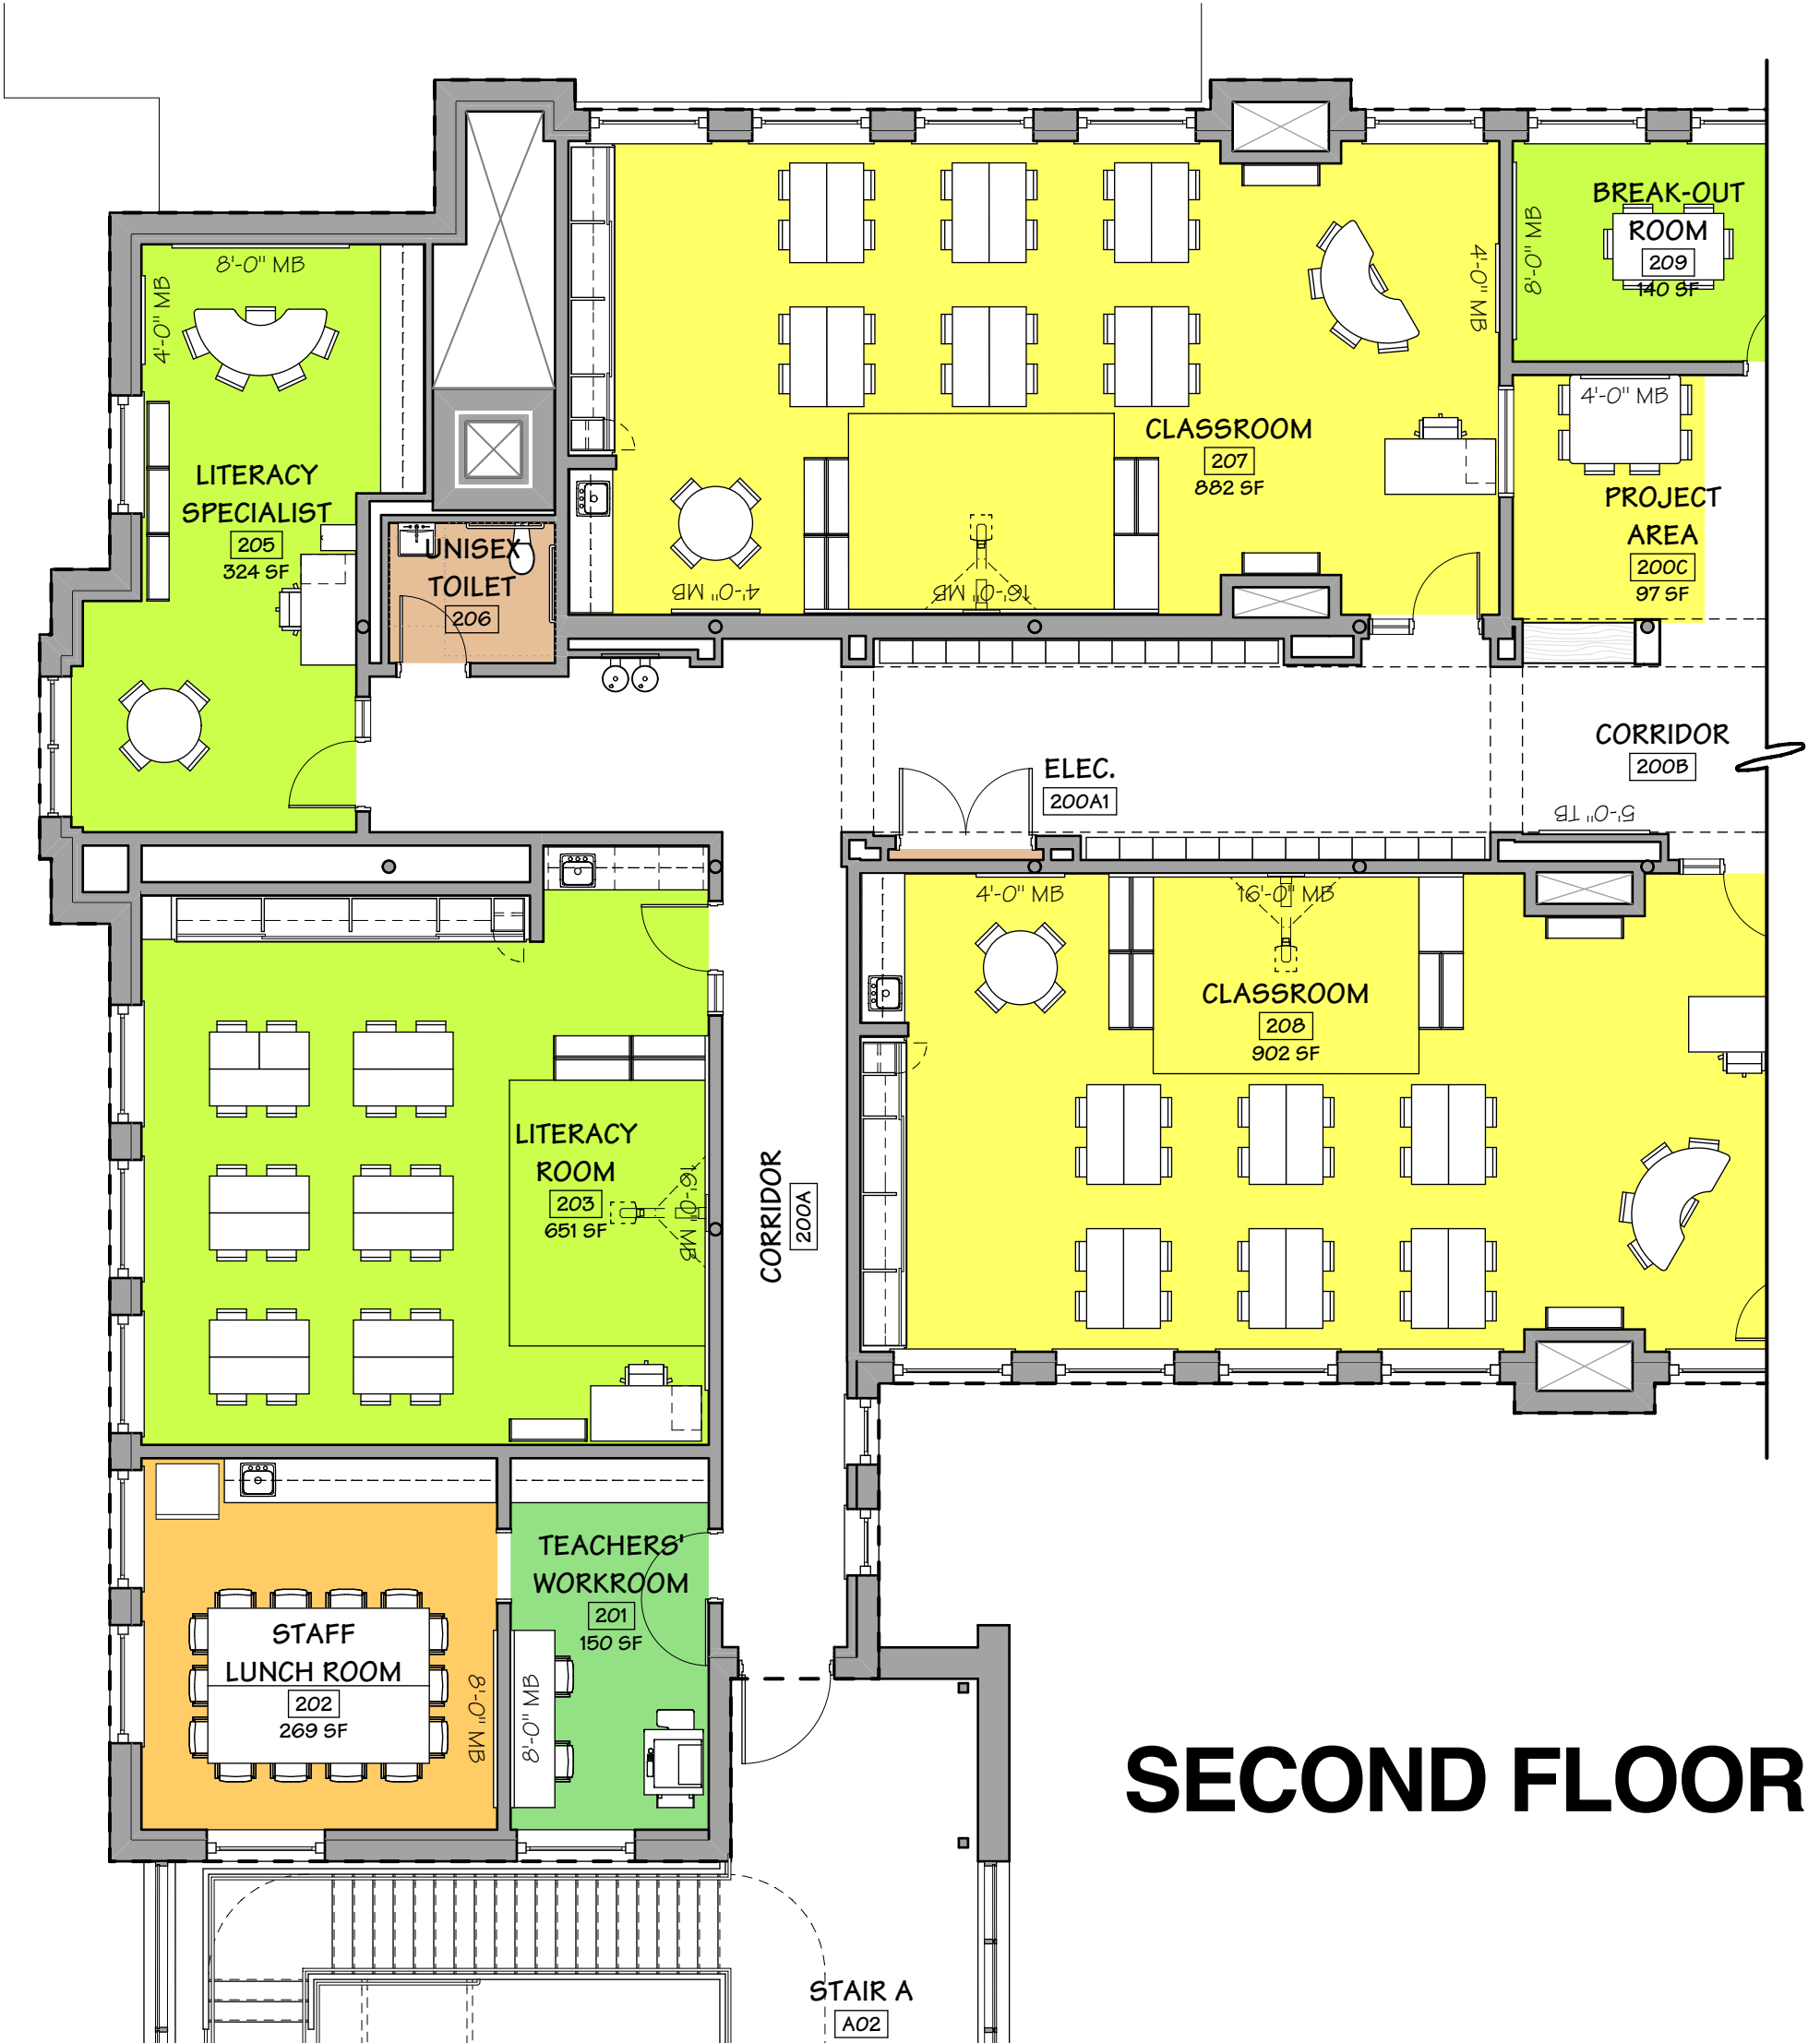 8'-0" MB
4'-0" MB
LITERACY
SPECIALIST
205
324 SF
UNISEX
TOILET
206
CLASSROOM
207
882 SF
4'-0" MB
4'-0" MB
16'-0" MB
BREAK-OUT
ROOM
209
140 SF
8'-0" MB
4'-0" MB
PROJECT
AREA
200C
97 SF
CORRIDOR
200B
ELEC.
200A1
5'-0" TB
4'-0" MB
16'-0" MB
CLASSROOM
208
902 SF
LITERACY
ROOM
203
651 SF
16'-0" MB
CORRIDOR
200A
TEACHERS'
WORKROOM
201
150 SF
8'-0" MB
STAFF
LUNCH ROOM
202
269 SF
8'-0" MB
SECOND FLOOR
STAIR A
A02